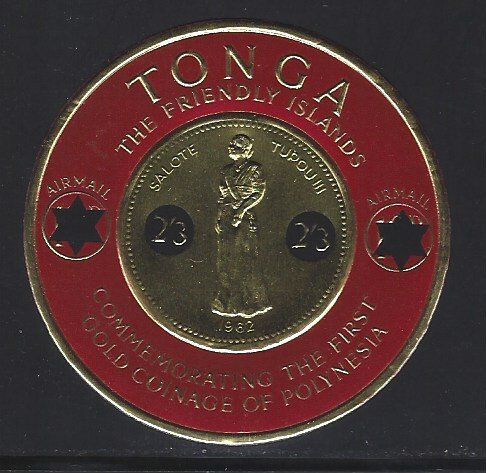 TONGA
THE FRIENDLY ISLANDS
AIRMAIL
AIRMAIL
SALOTE TUPOU III
2/3
2/3
1962
COMMEMORATING THE FIRST
GOLD COINAGE OF POLYNESIA